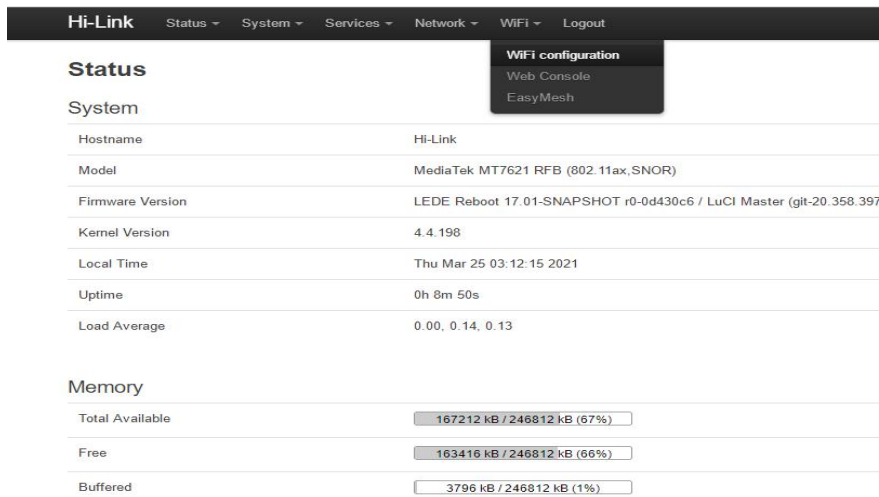 Hi-Link Status System Services Network WiFi Logout
WiFi configuration
Web Console
EasyMesh
Status
System
Hostname Hi-Link
Model MediaTek MT7621 RFB (802.11ax,SNOR)
Firmware Version LEDE Reboot 17.01-SNAPSHOT r0-0d430c6 / LuCI Master (git-20.358.397
Kernel Version 4.4.198
Local Time Thu Mar 25 03:12:15 2021
Uptime 0h 8m 50s
Load Average 0.00, 0.14, 0.13
Memory
Total Available 167212 kB / 246812 kB (67%)
Free 163416 kB / 246812 kB (66%)
Buffered 3796 kB / 246812 kB (1%)